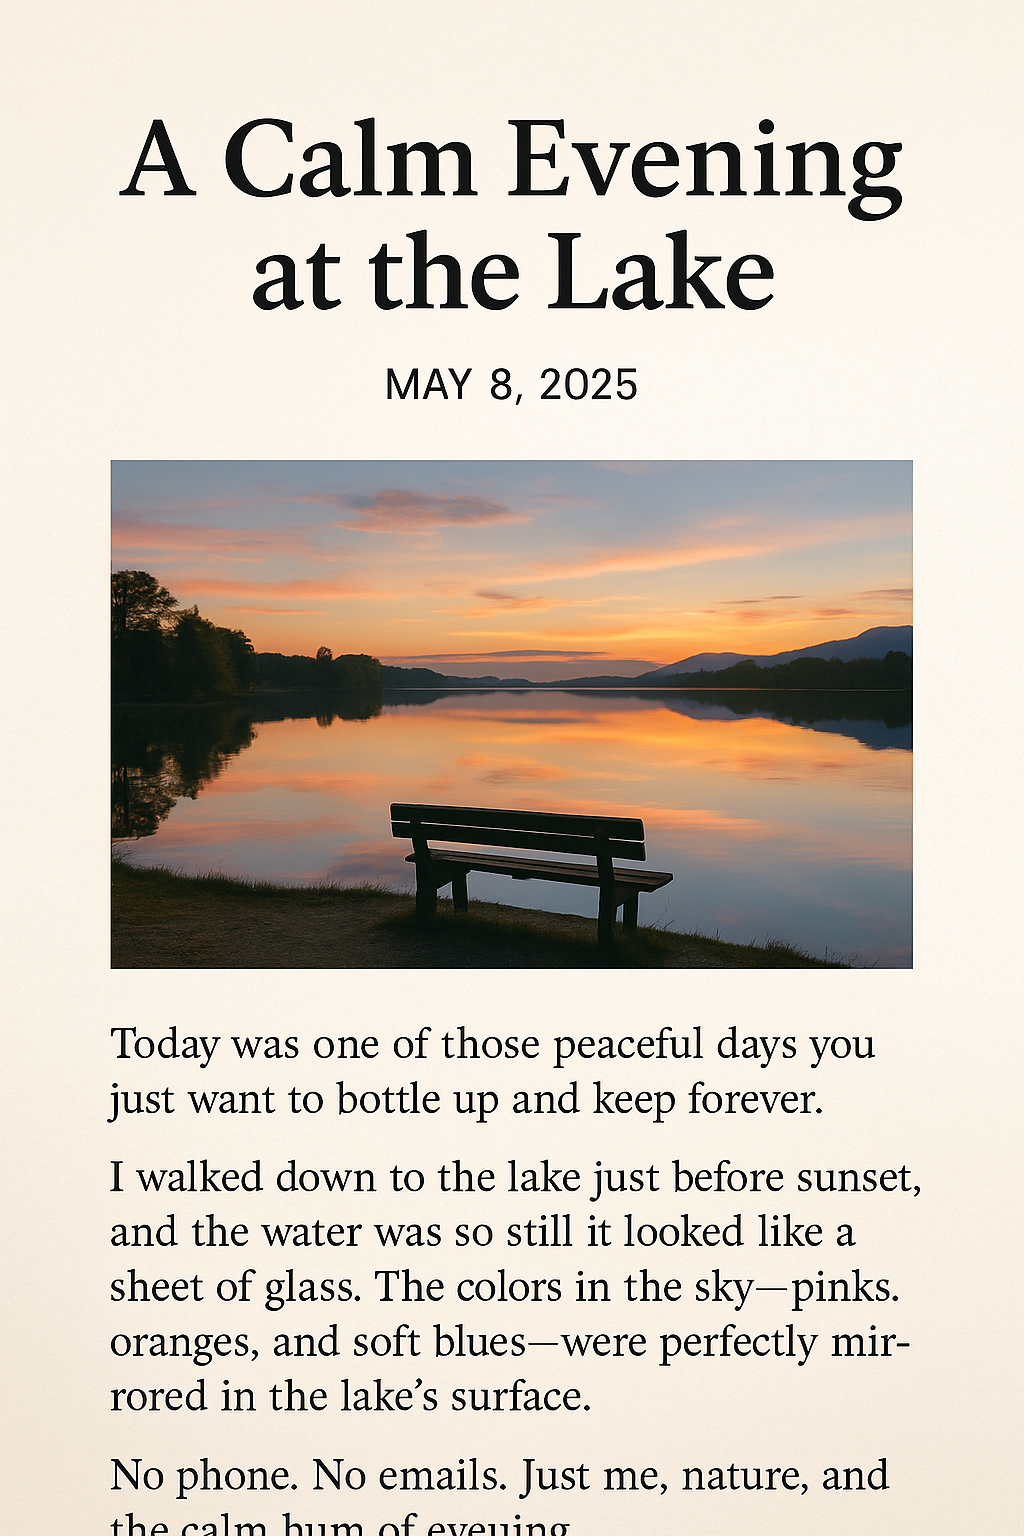 A Calm Evening
at the Lake
MAY 8, 2025
Today was one of those peaceful days you
just want to bottle up and keep forever.
I walked down to the lake just before sunset,
and the water was so still it looked like a
sheet of glass. The colors in the sky—pinks.
oranges, and soft blues—were perfectly mir-
rored in the lake’s surface.
No phone. No emails. Just me, nature, and
the calm hum of